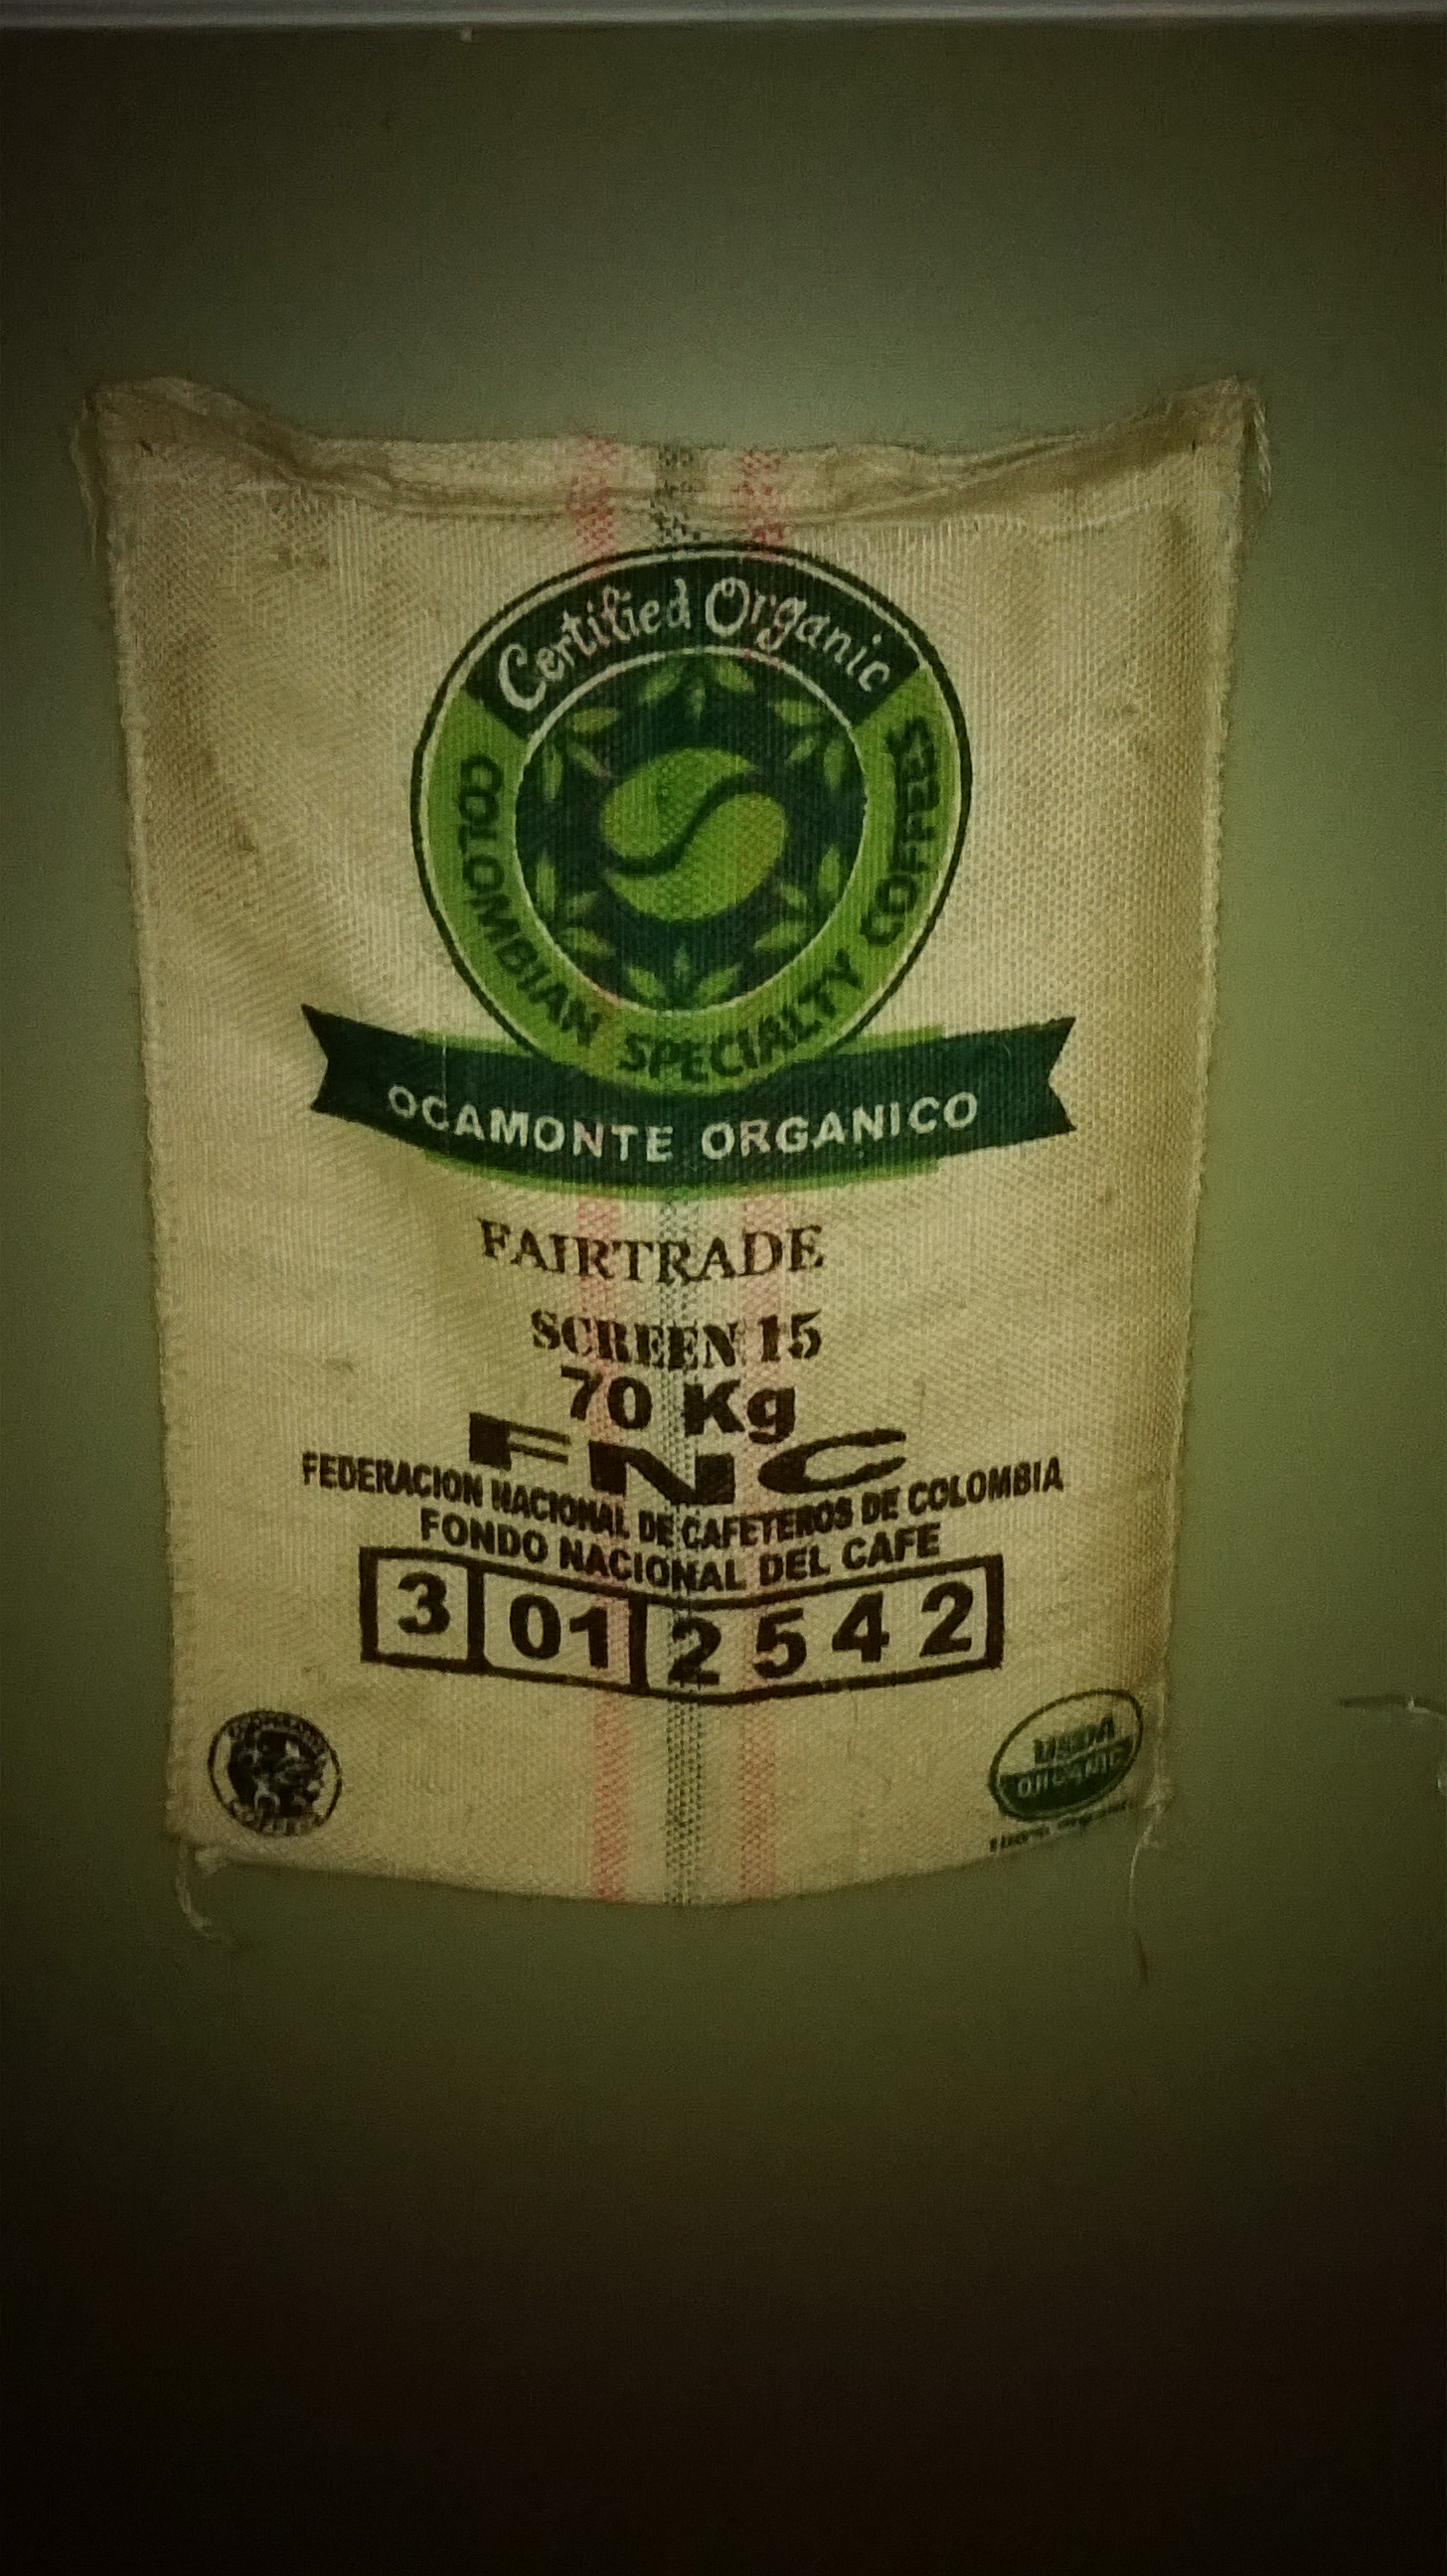 Certified Organic
COLOMBIAN SPECIALTY COFFEES
OCAMONTE ORGANICO
FAIRTRADE
SCREEN 15
70 Kg
FNC
FEDERACION NACIONAL DE CAFETEROS DE COLOMBIA
FONDO NACIONAL DEL CAFE
3 01 2542
USDA
ORGANIC